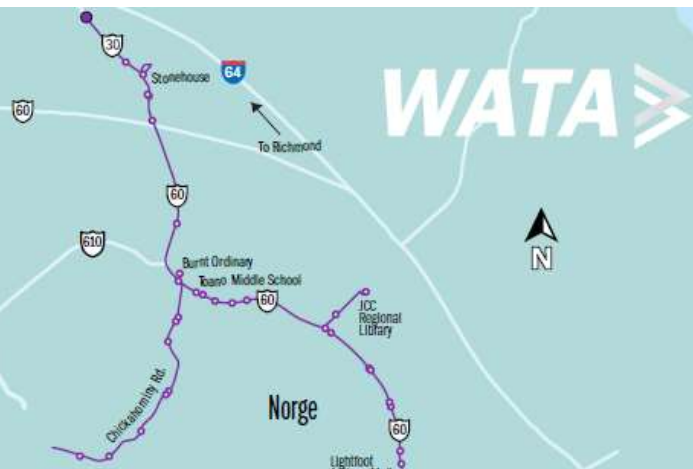 30
Stonehouse
64
WATA
60
To Richmond
60
610
N
Burnt Ordinary
Toano Middle School
60
JCC
Regional
Library
Chickahominy Rd.
Norge
60
Lightfoot